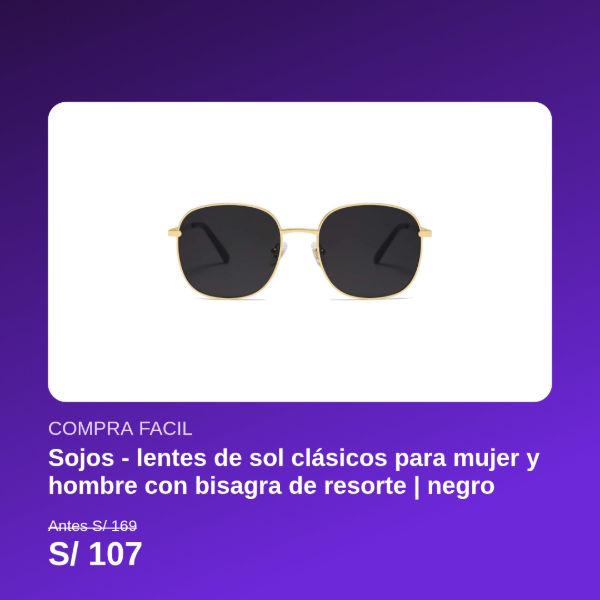 COMPRA FACIL
Sojos - lentes de sol clásicos para mujer y
hombre con bisagra de resorte | negro
Antes S/ 169
S/ 107